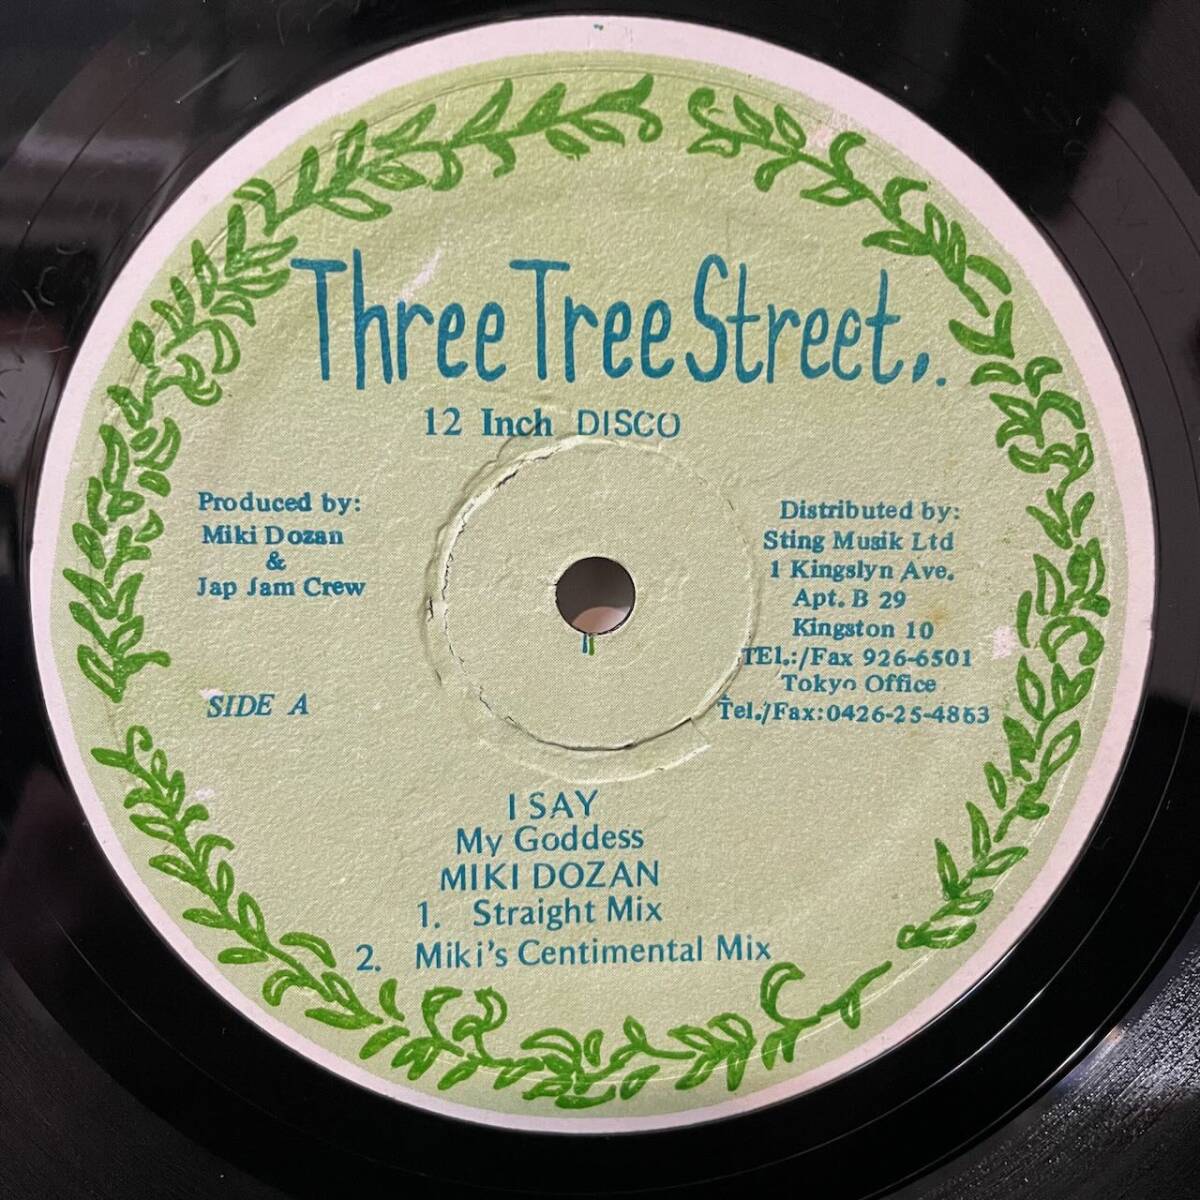 Three Tree Street,.
12 Inch DISCO
Produced by:
Miki Dozan
&
Jap Jam Crew
Distributed by:
Sting Musik Ltd
1 Kingslyn Ave.
Apt. B 29
Kingston 10
TEl.:/Fax 926-6501
Tokyo Office
Tel./Fax:0426-25-4863
SIDE A
I SAY
My Goddess
MIKI DOZAN
1. Straight Mix
2. Miki's Centimental Mix